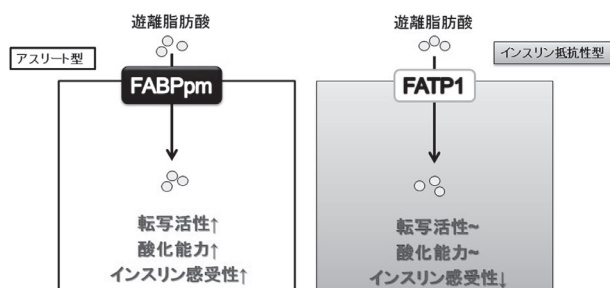 遊離脂肪酸
アスリート型
FABPpm
転写活性↑
酸化能力↑
インスリン感受性↑
遊離脂肪酸
インスリン抵抗性型
FATP1
転写活性~
酸化能力~
インスリン感受性↓